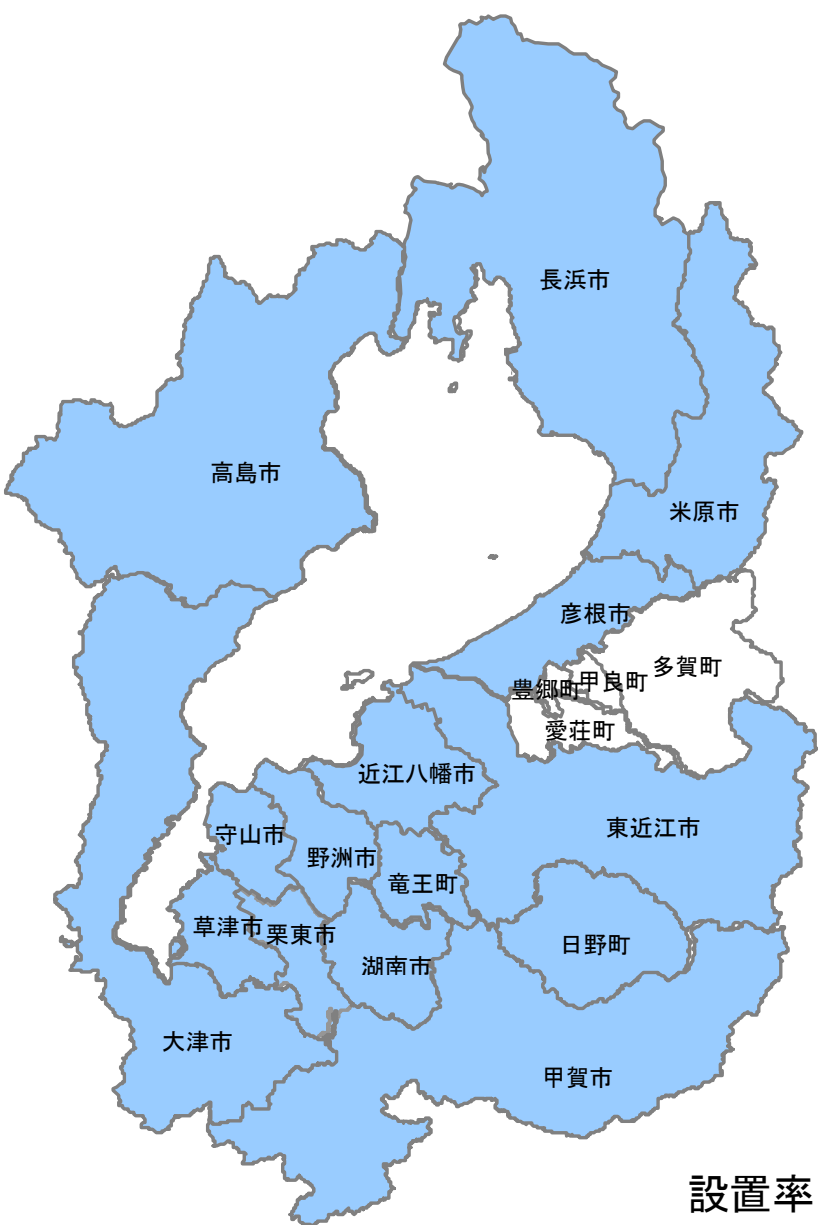 長浜市
高島市
米原市
彦根市
多賀町
甲良町
豊郷町
愛荘町
近江八幡市
東近江市
守山市
野洲市
竜王町
草津市
栗東市
日野町
湖南市
大津市
甲賀市
設置率